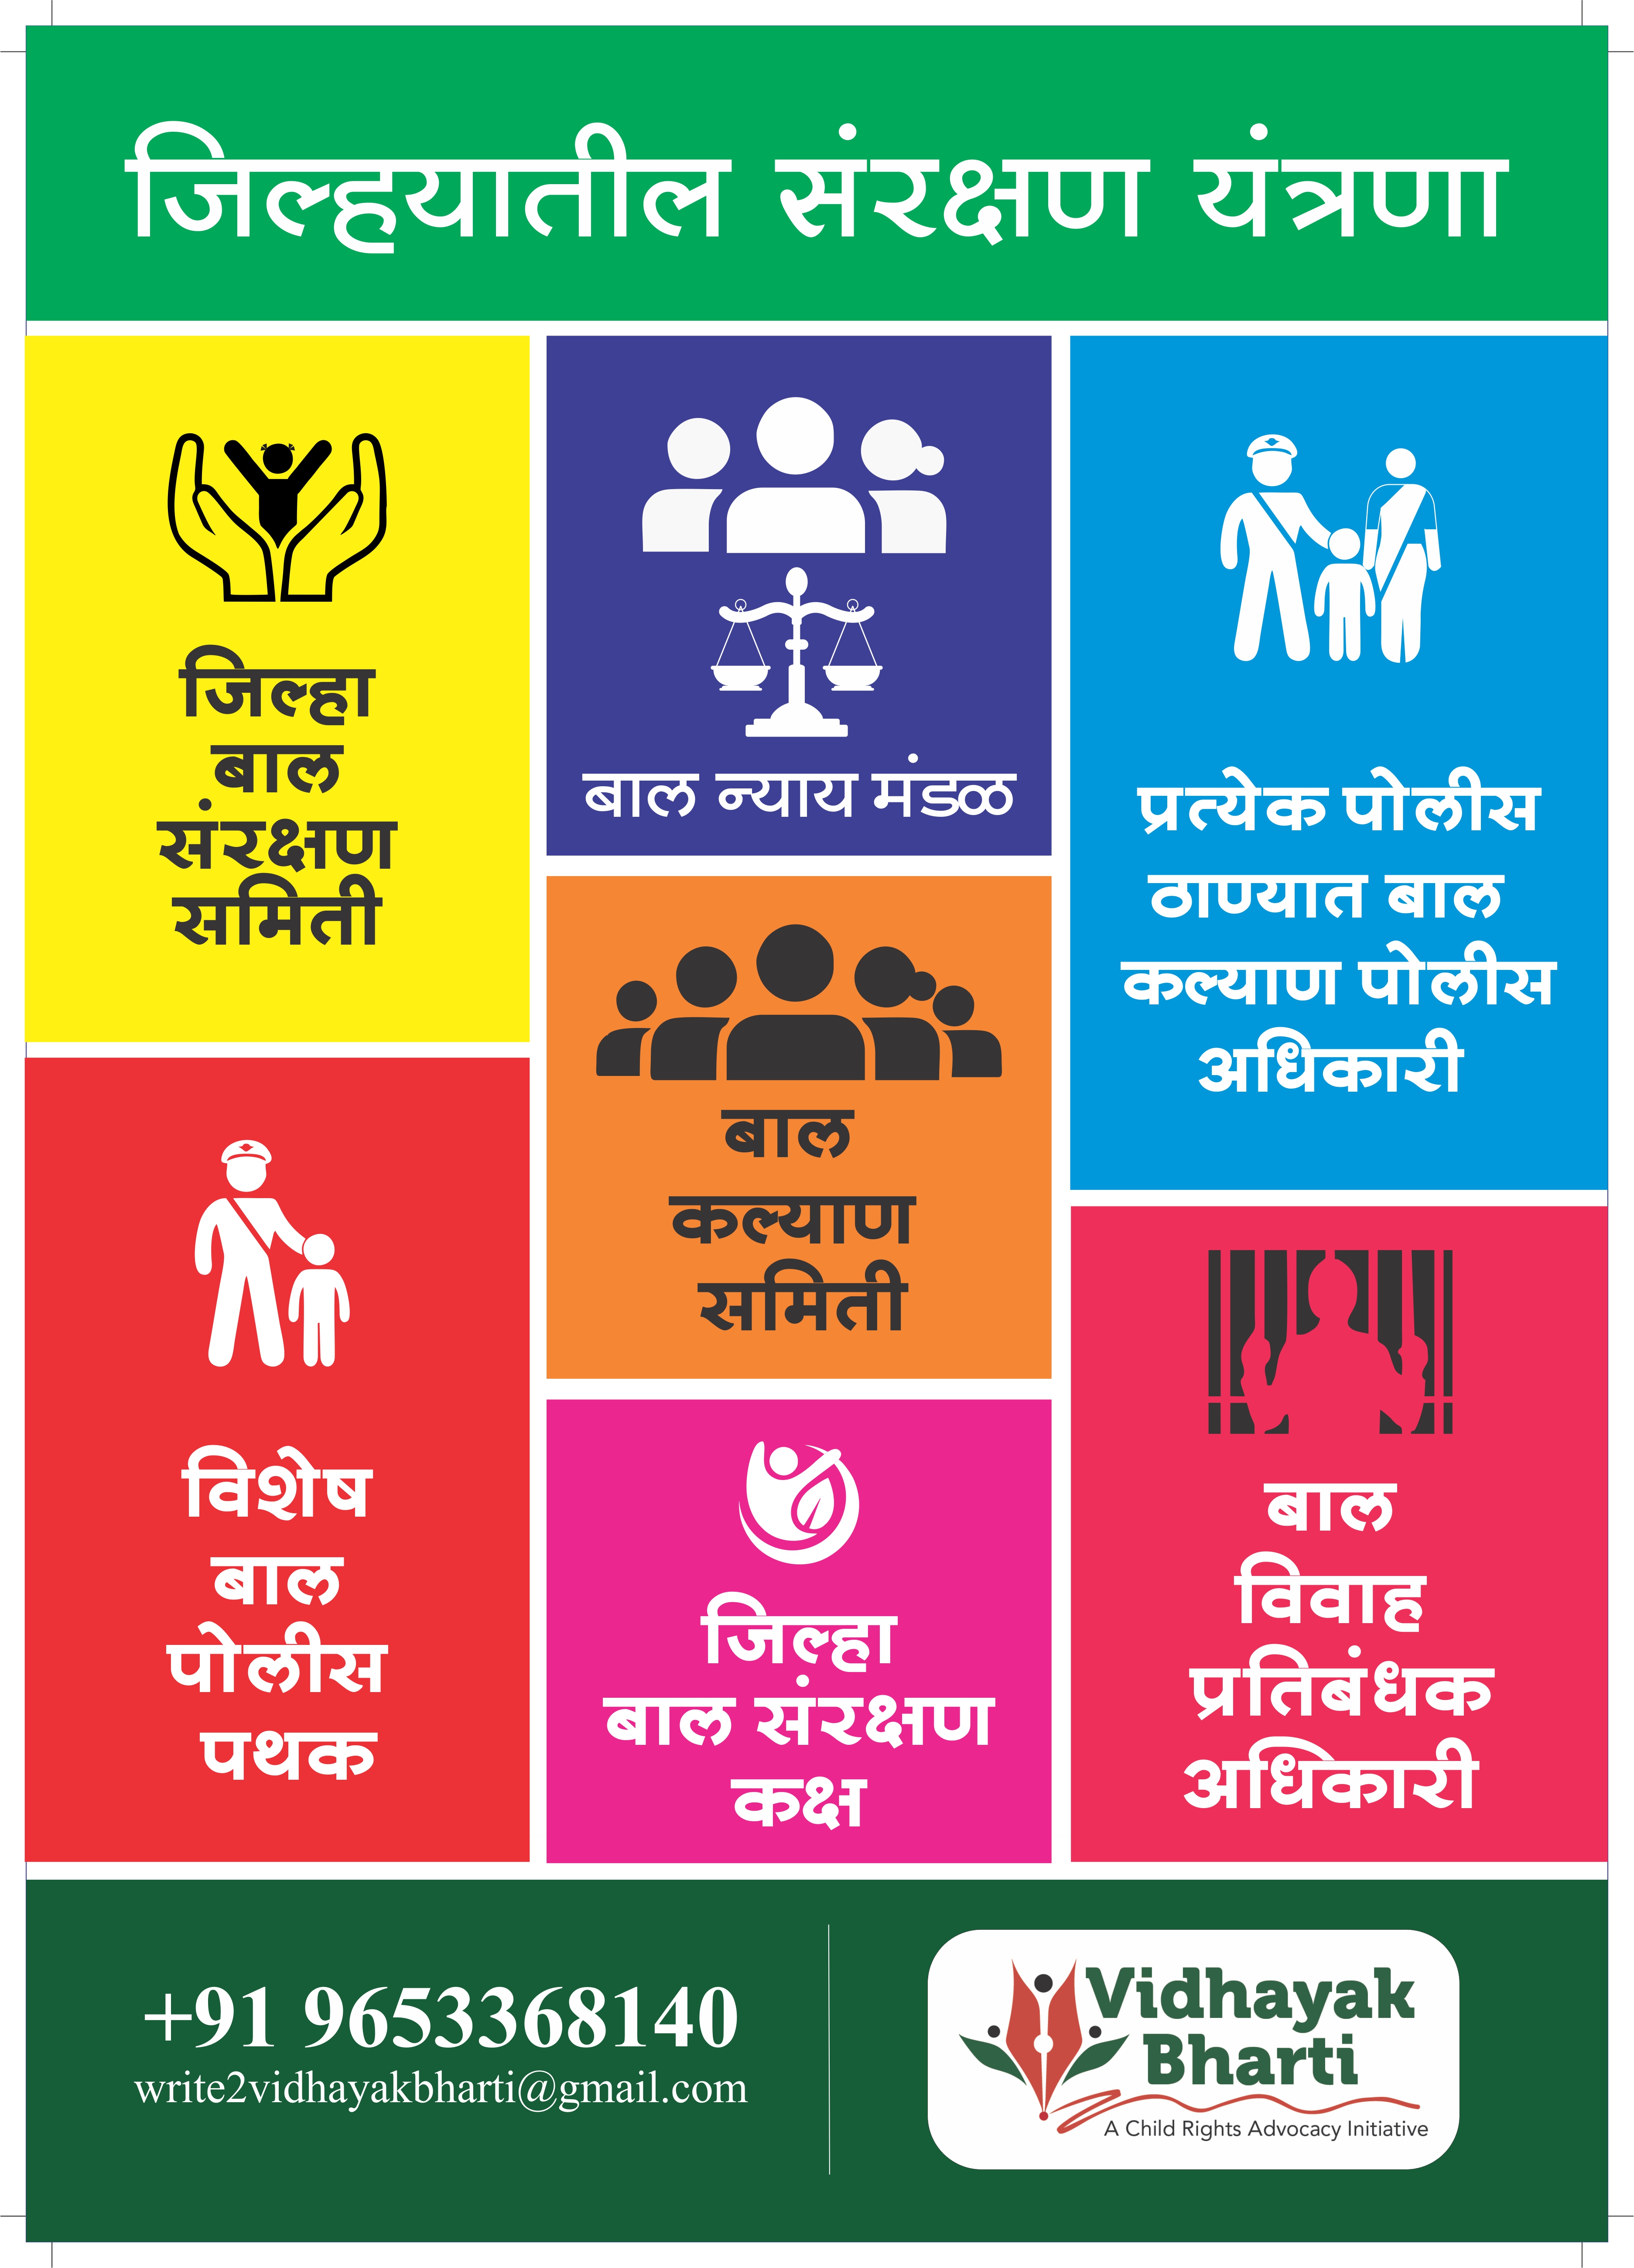 जिल्हयातील संरक्षण यंत्रणा
जिल्हा
बाल
संरक्षण
समिती
बाल न्याय मंडळ
प्रत्येक पोलीस
ठाण्यात बाल
कल्याण पोलीस
अधिकारी
बाल
कल्याण
समिती
विशेष
बाल
पोलीस
पथक
जिल्हा
बाल संरक्षण
कक्ष
बाल
विवाह
प्रतिबंधक
अधिकारी
+91 9653368140
write2vidhayakbharti@gmail.com
Vidhayak
Bharti
A Child Rights Advocacy Initiative